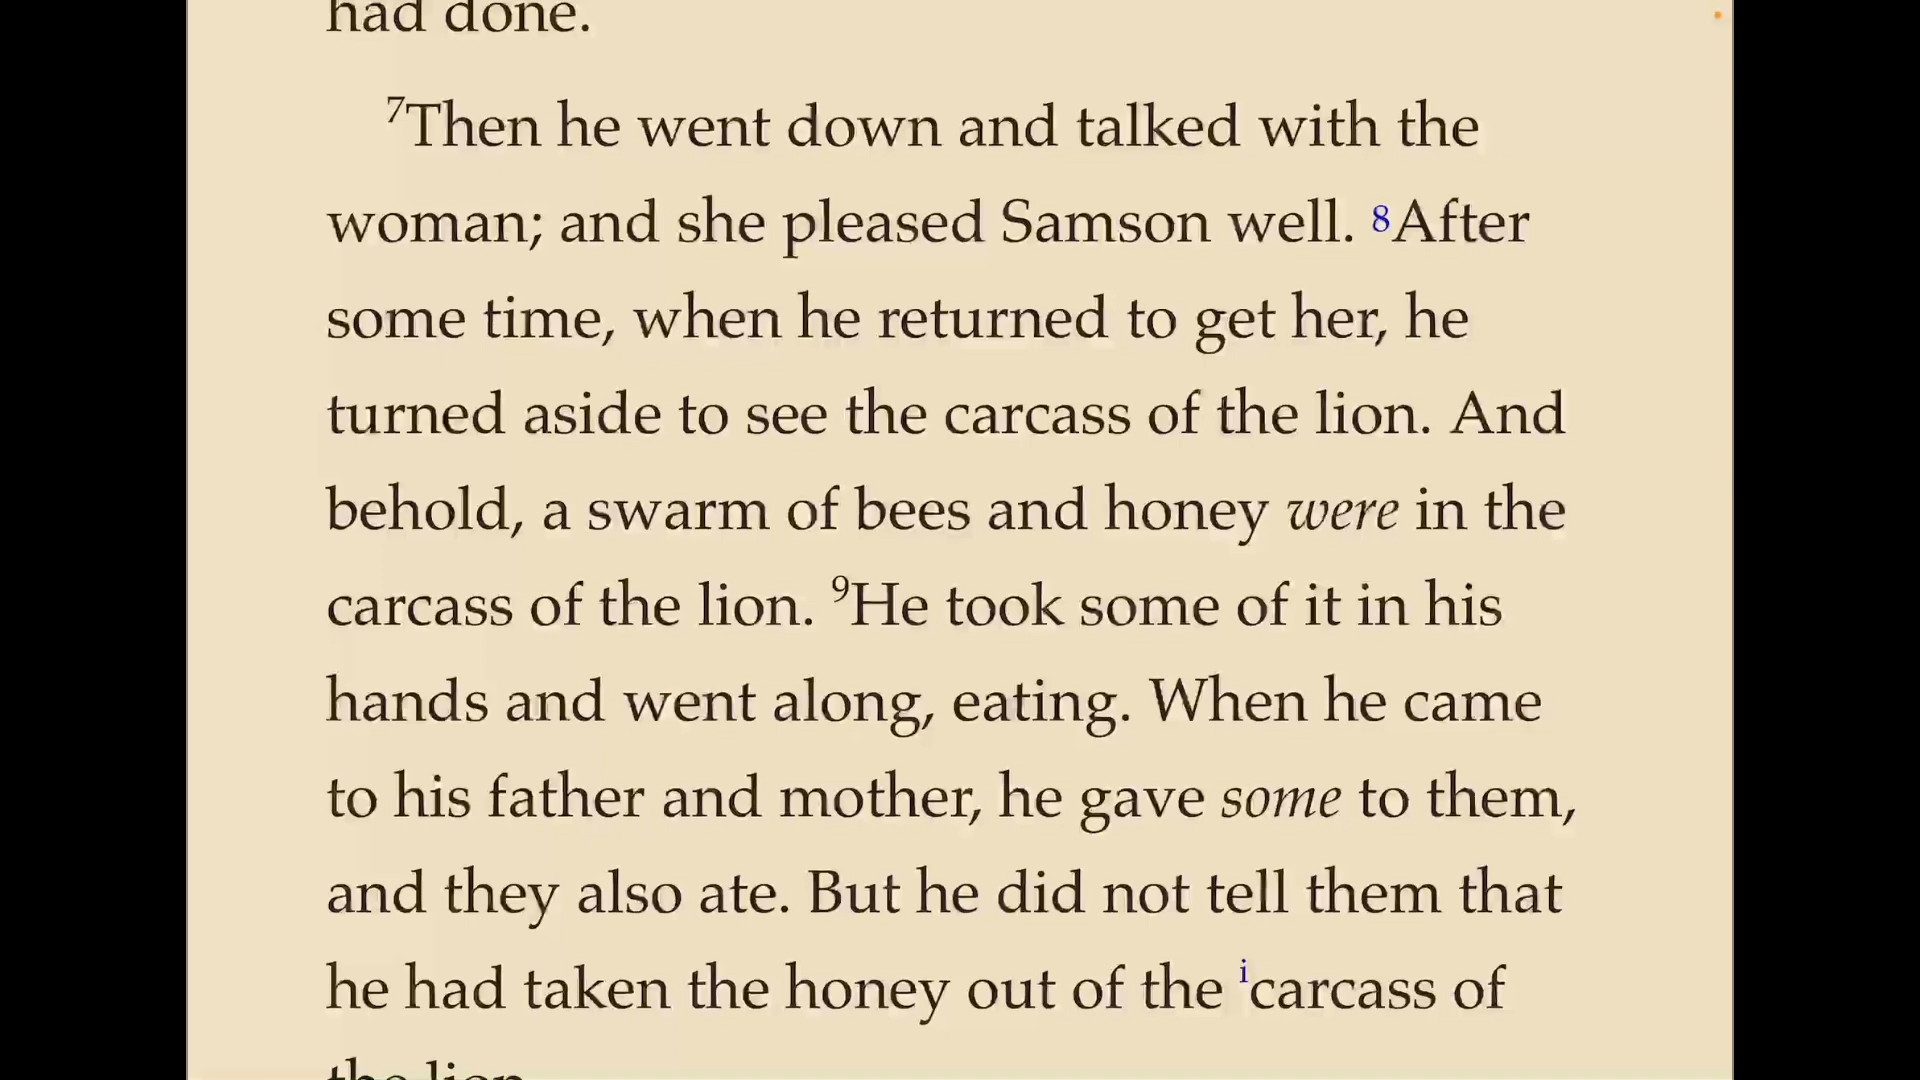 had done.
7Then he went down and talked with the
woman; and she pleased Samson well. 8After
some time, when he returned to get her, he
turned aside to see the carcass of the lion. And
behold, a swarm of bees and honey were in the
carcass of the lion. 9He took some of it in his
hands and went along, eating. When he came
to his father and mother, he gave some to them,
and they also ate. But he did not tell them that
he had taken the honey out of the icarcass of
the lion.